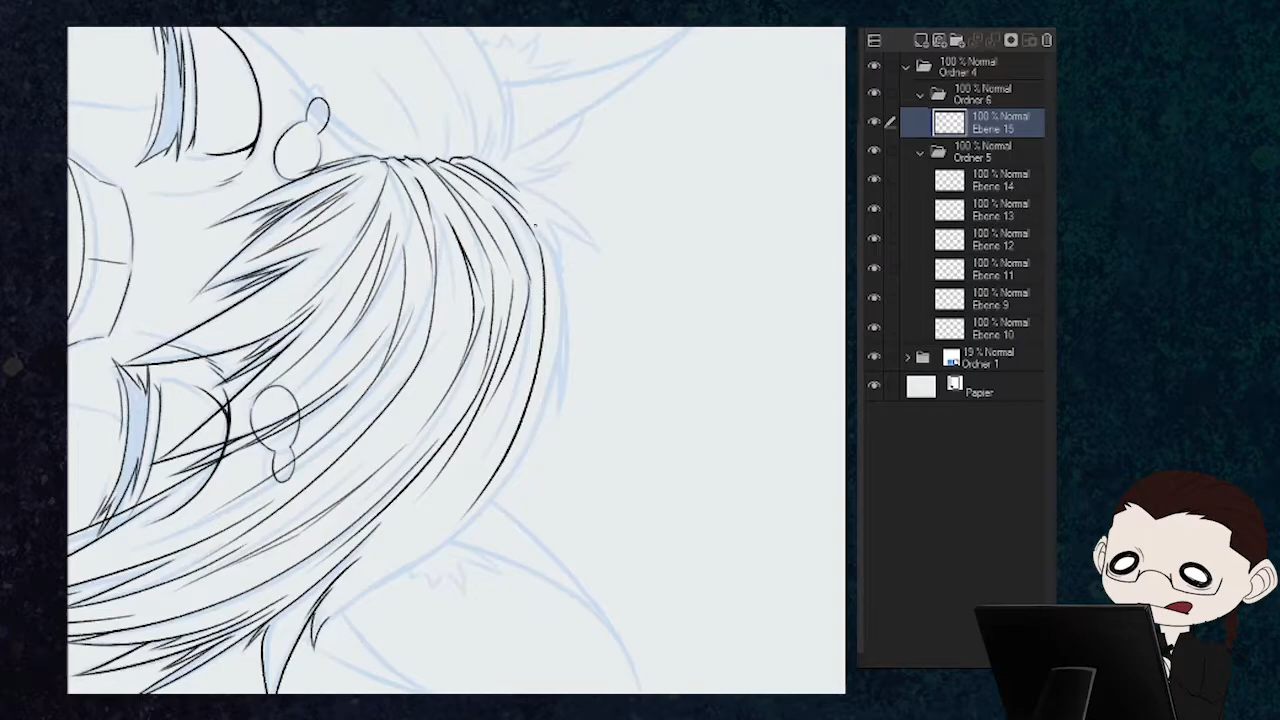 100 % Normal
Ordner 4
100 % Normal
Ordner 6
100 % Normal
Ebene 15
100 % Normal
Ordner 5
100 % Normal
Ebene 14
100 % Normal
Ebene 13
100 % Normal
Ebene 12
100 % Normal
Ebene 11
100 % Normal
Ebene 9
100 % Normal
Ebene 10
19 % Normal
Ordner 1
Papier